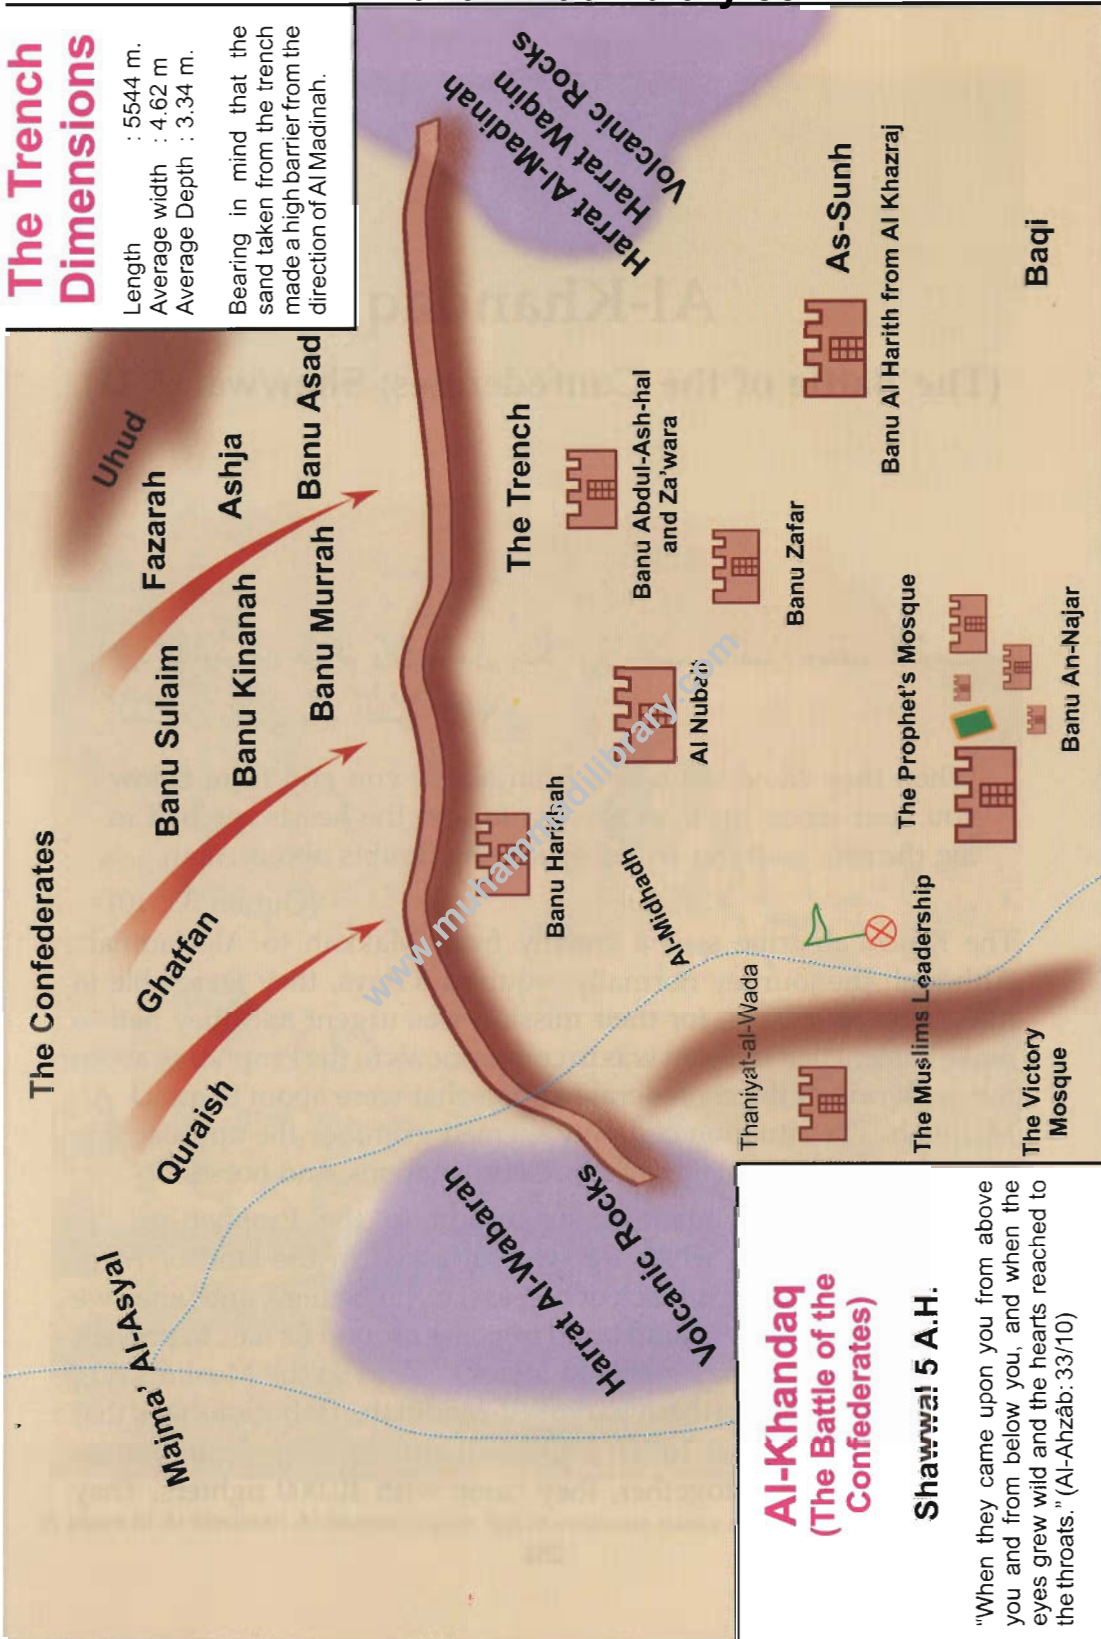 The Trench
Dimensions
Length : 5544 m.
Average width : 4.62 m
Average Depth : 3.34 m.
Bearing in mind that the
sand taken from the trench
made a high barrier from the
direction of Al Madinah.
The Confederates
Uhud
Fazarah
Ashja
Banu Asad
Banu Sulaim
Banu Kinanah
Banu Murrah
Ghatfan
Quraish
Majma' Al-Asyal
Harrat Al-Madinah
Harrat Waqim
Volcanic Rocks
The Trench
Harrat Al-Wabarah
Volcanic Rocks
Banu Abdul-Ash-hal
and Za'wara
As-Sunh
Banu Al Harith from Al Khazraj
Baqi
Banu Zafar
Al Nubait
Banu Harithah
Al-Midhadh
The Prophet's Mosque
Banu An-Najar
Thaniyat-al-Wada
The Muslims Leadership
The Victory
Mosque
Al-Khandaq
(The Battle of the
Confederates)
Shawwal 5 A.H.
"When they came upon you from above
you and from below you, and when the
eyes grew wild and the hearts reached to
the throats." (Al-Ahzâb: 33/10)
www.muhammadilibrary.com